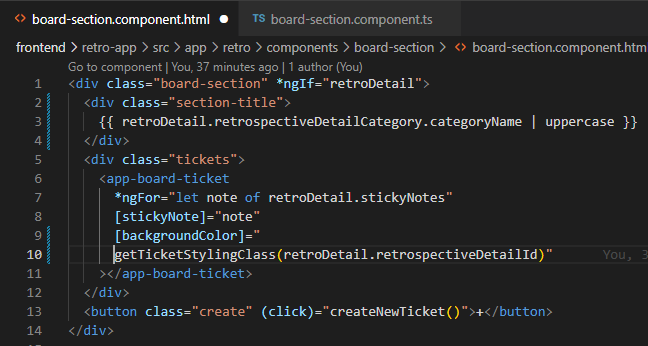 <> board-section.component.html ●
TS board-section.component.ts
frontend > retro-app > src > app > retro > components > board-section > <> board-section.component.htm
Go to component | You, 37 minutes ago | 1 author (You)
1 <div class="board-section" *ngIf="retroDetail">
2 <div class="section-title">
3 {{ retroDetail.retrospectiveDetailCategory.categoryName | uppercase }}
4 </div>
5 <div class="tickets">
6 <app-board-ticket
7 *ngFor="let note of retroDetail.stickyNotes"
8 [stickyNote]="note"
9 [backgroundColor]="
10 getTicketStylingClass(retroDetail.retrospectiveDetailId)" You, 3
11 ></app-board-ticket>
12 </div>
13 <button class="create" (click)="createNewTicket()">+</button>
14 </div>